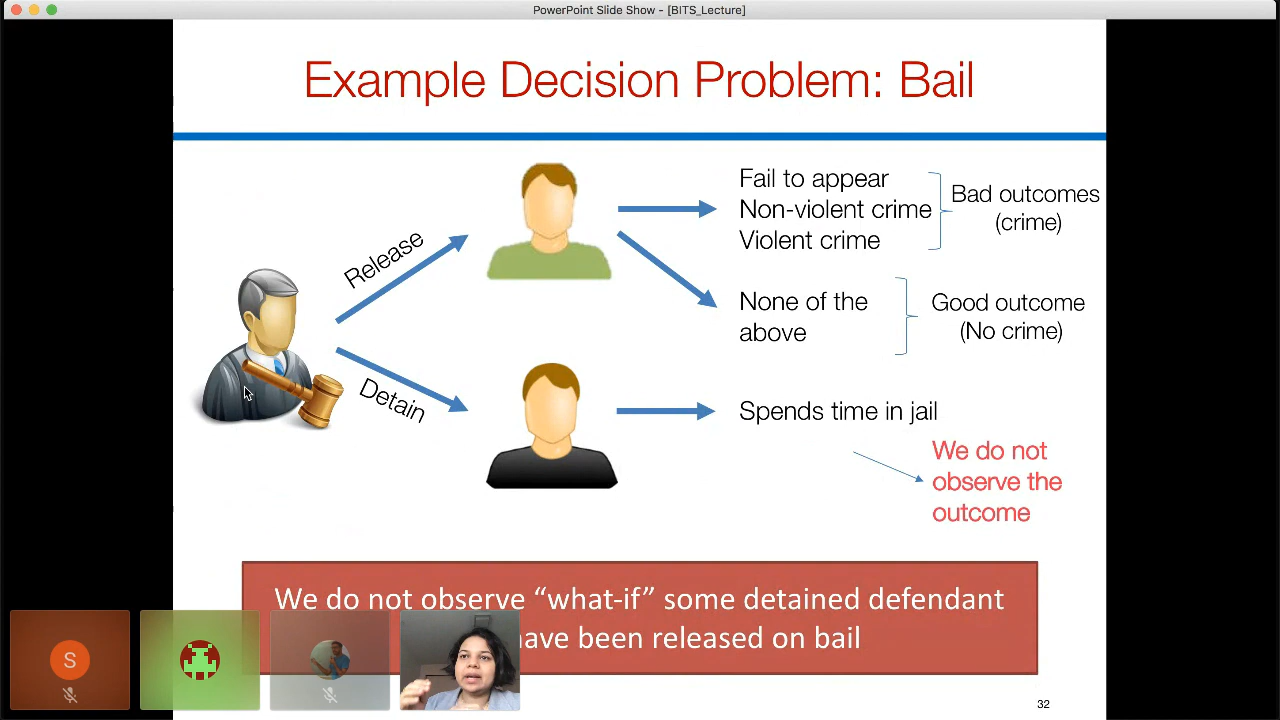 PowerPoint Slide Show - [BITS_Lecture]
Example Decision Problem: Bail
Release
Detain
Fail to appear
Non-violent crime
Violent crime
Bad outcomes
(crime)
None of the
above
Good outcome
(No crime)
Spends time in jail
We do not
observe the
outcome
We do not observe “what-if” some detained defendant
have been released on bail
S
32